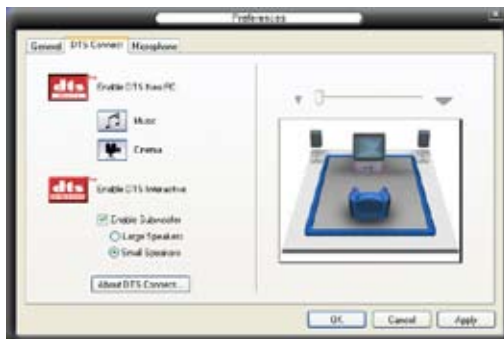 Preferences
General DTS Connect Microphone
dts Enable DTS Neo:PC
Music
Cinema
dts Enable DTS Interactive
Enable Subwoofer
Large Speakers
Small Speakers
About DTS Connect...
OK Cancel Apply